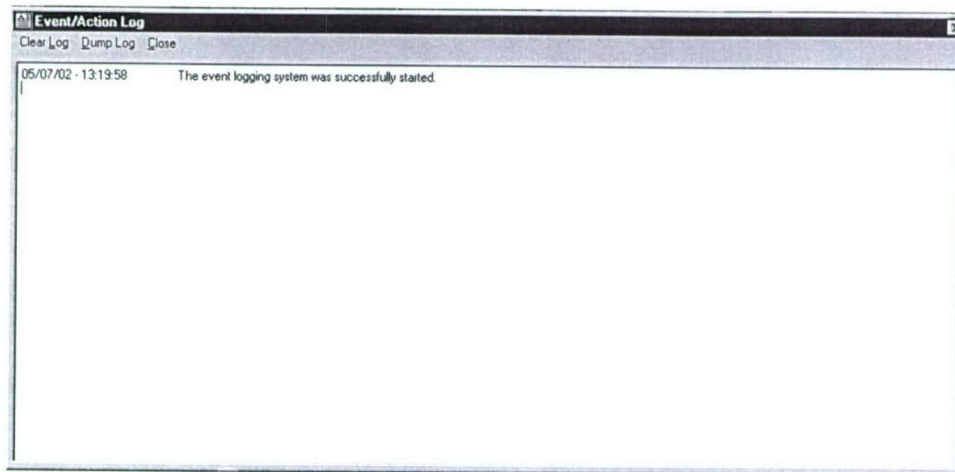 Event/Action Log
Clear Log Dump Log Close
05/07/02 - 13:19:58 The event logging system was successfully started.